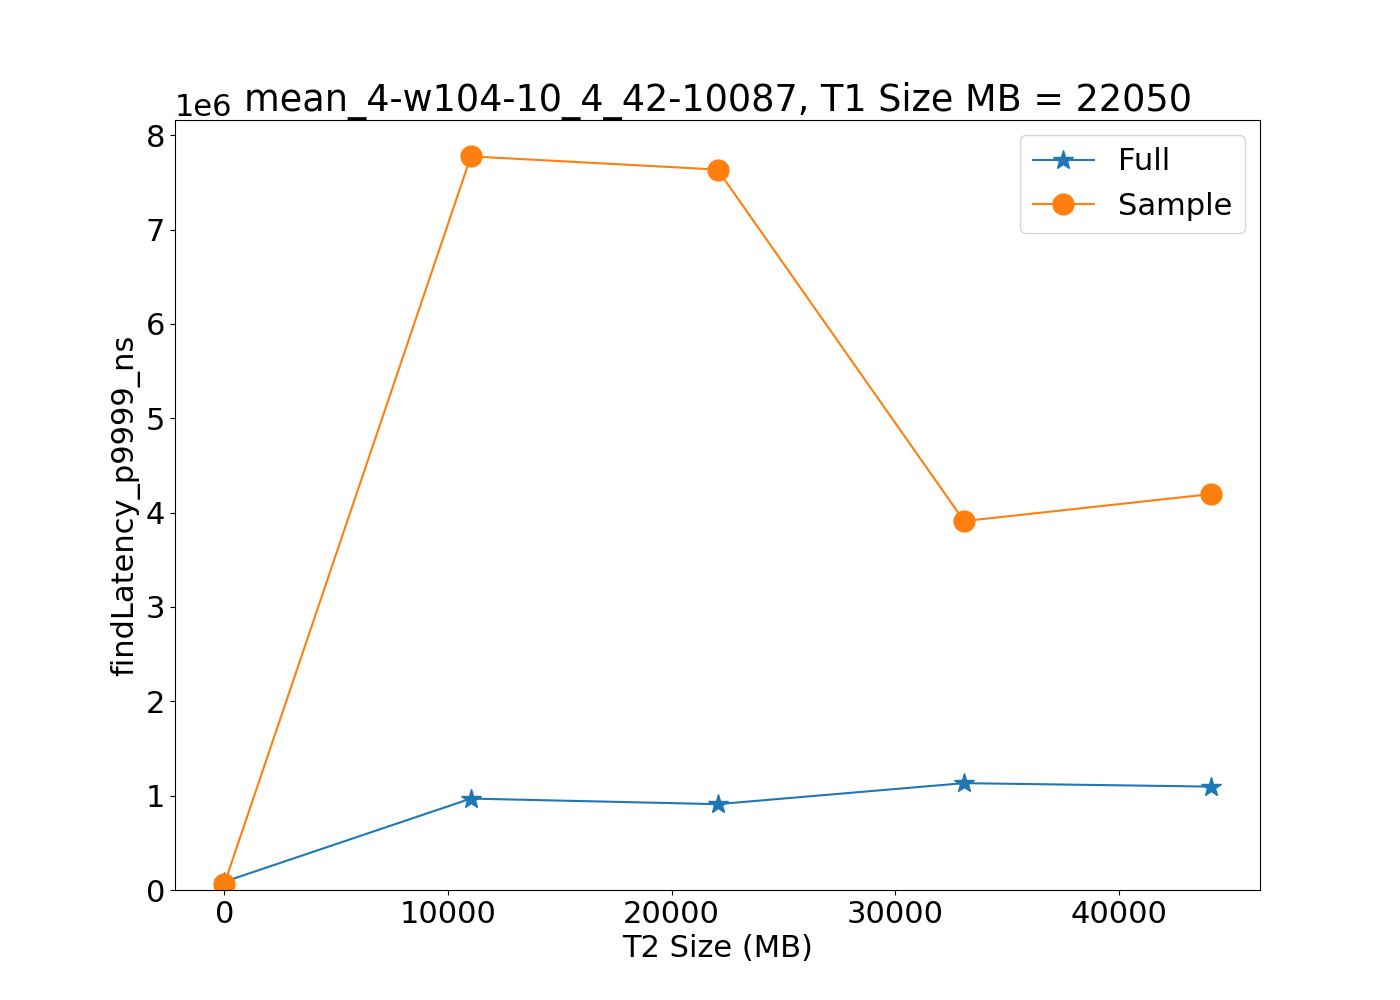 1e6 mean_4-w104-10_4_42-10087, T1 Size MB = 22050
Full
Sample
8
7
6
5
4
3
2
1
0
findLatency_p9999_ns
0 10000 20000 30000 40000
T2 Size (MB)